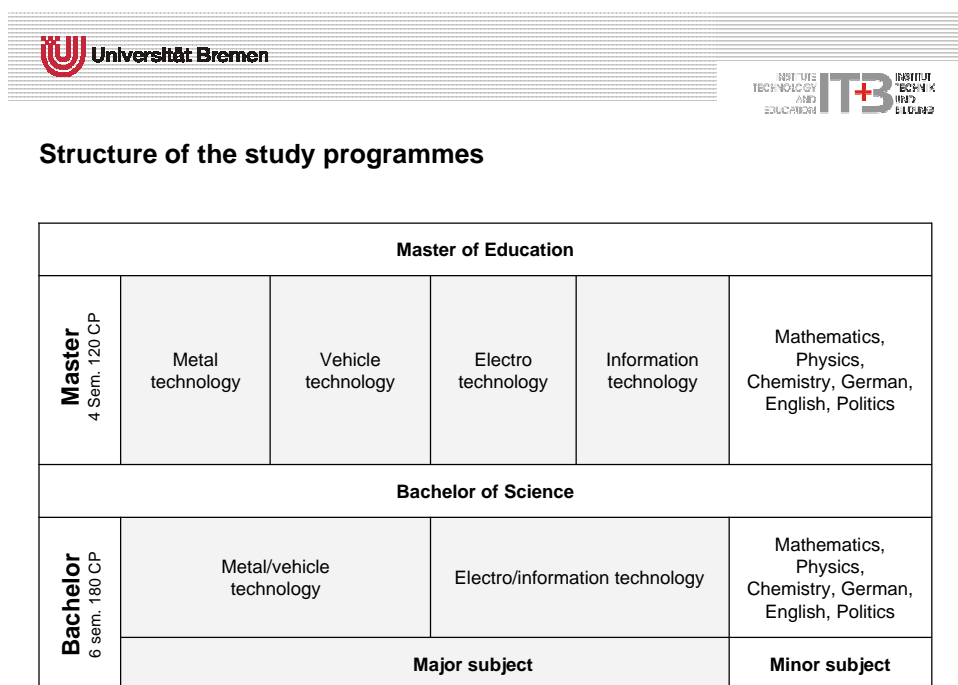 Universität Bremen
INSTITUTE
TECHNOLOGY
AND
EDUCATION
IT+B
INSTITUT
TECHNIK
UND
BILDUNG
Structure of the study programmes
Master of Education
Master
4 Sem. 120 CP
Metal
technology
Vehicle
technology
Electro
technology
Information
technology
Mathematics,
Physics,
Chemistry, German,
English, Politics
Bachelor of Science
Bachelor
6 sem. 180 CP
Metal/vehicle
technology
Electro/information technology
Mathematics,
Physics,
Chemistry, German,
English, Politics
Major subject
Minor subject